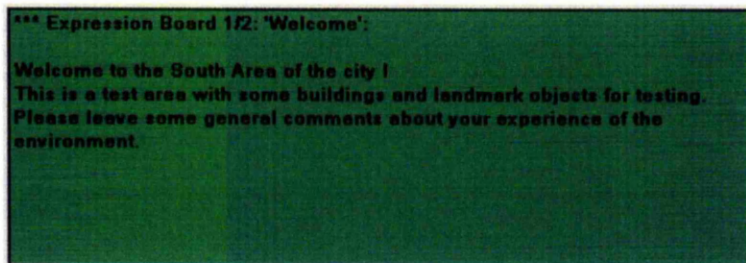 *** Expression Board 1/2: 'Welcome':
Welcome to the South Area of the city !
This is a test area with some buildings and landmark objects for testing.
Please leave some general comments about your experience of the
environment.